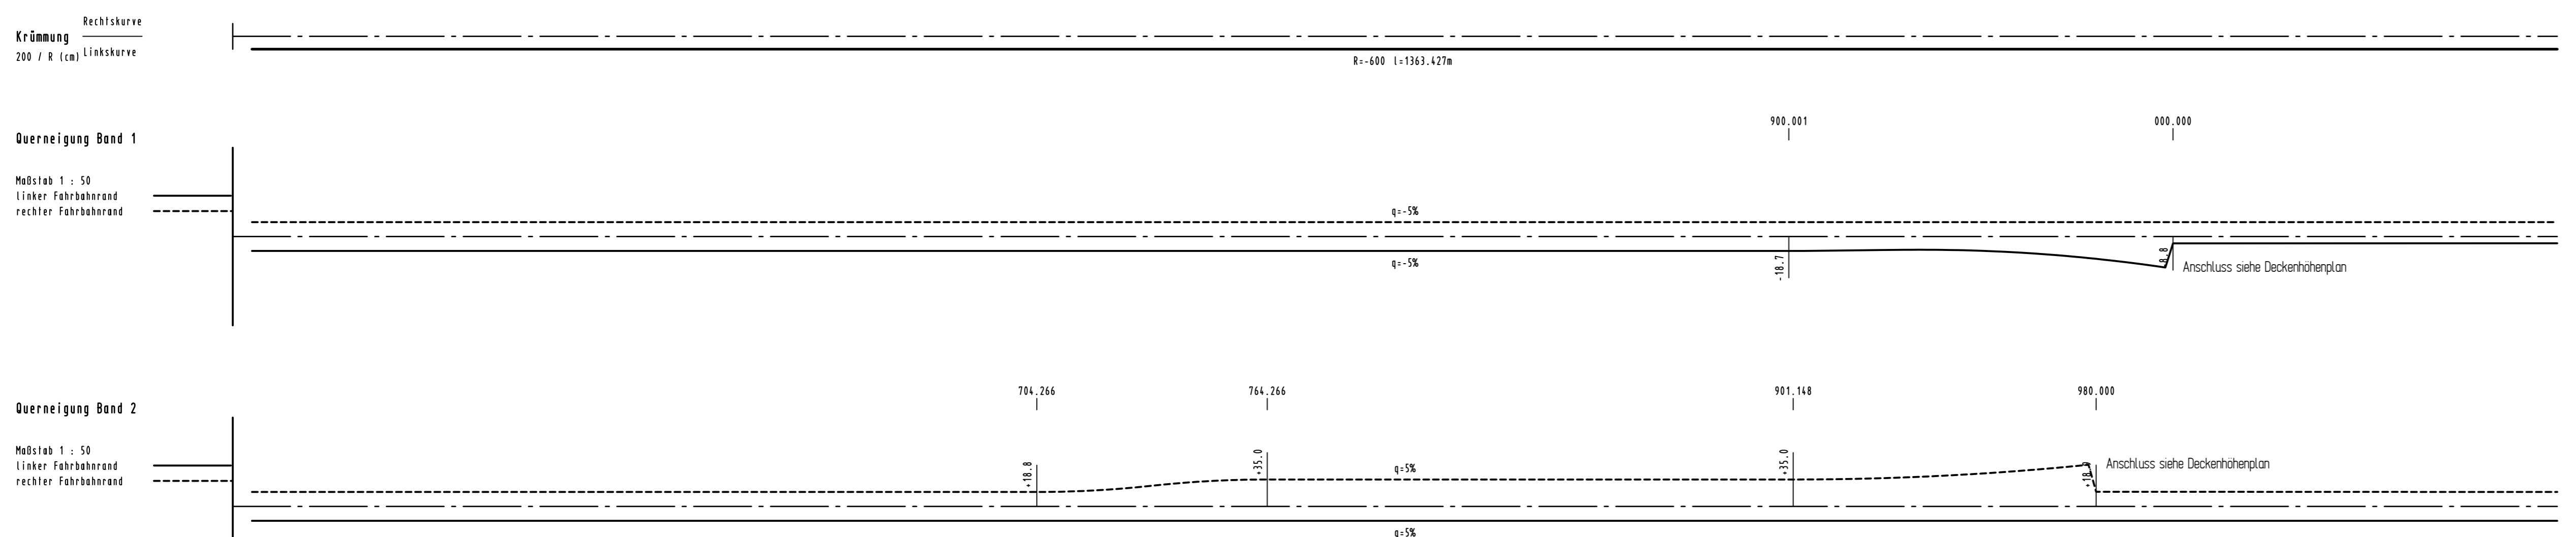 Rechtskurve
Krümmung
Linkskurve
200 / R (cm)
R=-600 l=1363.427m
900.001
000.000
Querneigung Band 1
Maßstab 1 : 50
linker Fahrbahnrand
rechter Fahrbahnrand
q=-5%
q=-5%
-18.7
Anschluss siehe Deckenhöhenplan
704.266
764.266
901.148
980.000
Querneigung Band 2
Maßstab 1 : 50
linker Fahrbahnrand
rechter Fahrbahnrand
+18.8
+35.0
q=5%
+35.0
Anschluss siehe Deckenhöhenplan
q=5%